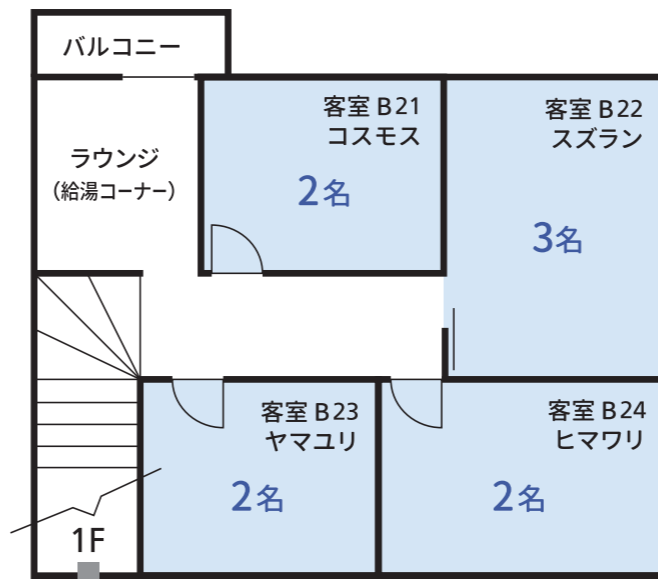 バルコニー
ラウンジ
（給湯コーナー）
客室 B21
コスモス
2名
客室 B22
スズラン
3名
客室 B23
ヤマユリ
2名
客室 B24
ヒマワリ
2名
1F